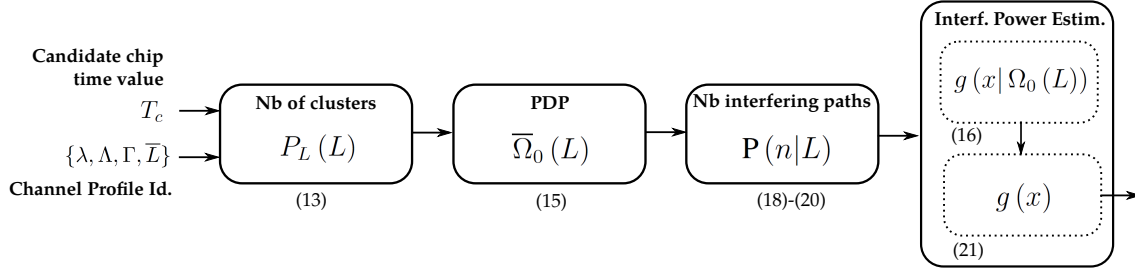 Candidate chip
time value
T_c
{λ, Λ, Γ, L̅}
Channel Profile Id.
Nb of clusters
P_L (L)
(13)
PDP
Ω̅_0 (L)
(15)
Nb interfering paths
P (n|L)
(18)-(20)
Interf. Power Estim.
g (x| Ω_0 (L))
(16)
g (x)
(21)